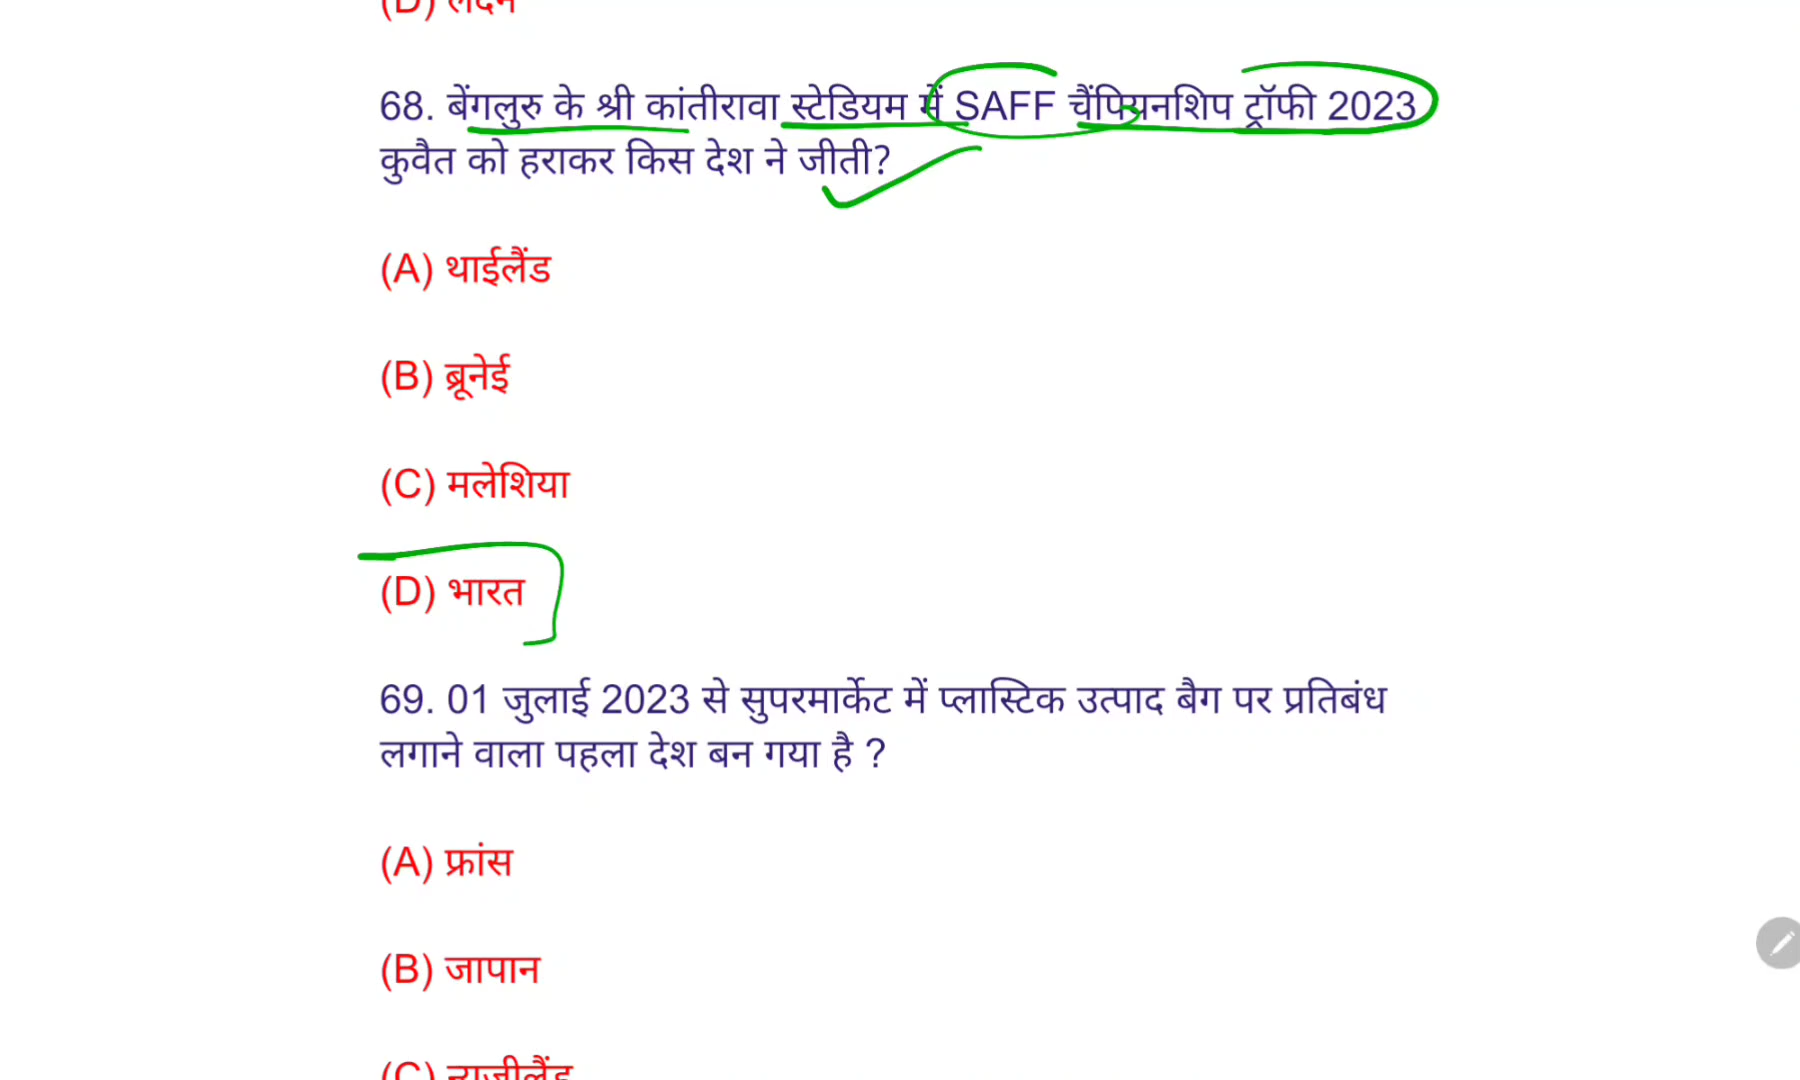 (D) लंदन
68. बेंगलुरु के श्री कांतीरावा स्टेडियम में SAFF चैंपियनशिप ट्रॉफी 2023
कुवैत को हराकर किस देश ने जीती?
(A) थाईलैंड
(B) ब्रूनेई
(C) मलेशिया
(D) भारत
69. 01 जुलाई 2023 से सुपरमार्केट में प्लास्टिक उत्पाद बैग पर प्रतिबंध
लगाने वाला पहला देश बन गया है ?
(A) फ्रांस
(B) जापान
(C) न्यूजीलैंड